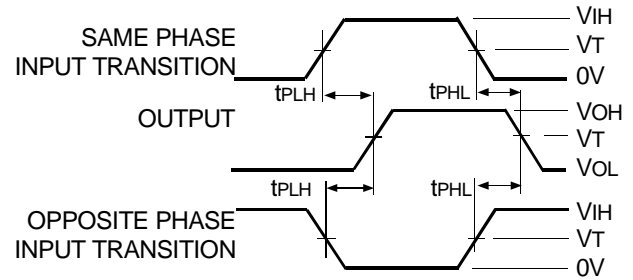 VIH
SAME PHASE
INPUT TRANSITION
VT
0V
tPLH
tPHL
OUTPUT
VOH
VT
VOL
tPLH
tPHL
OPPOSITE PHASE
INPUT TRANSITION
VIH
VT
0V